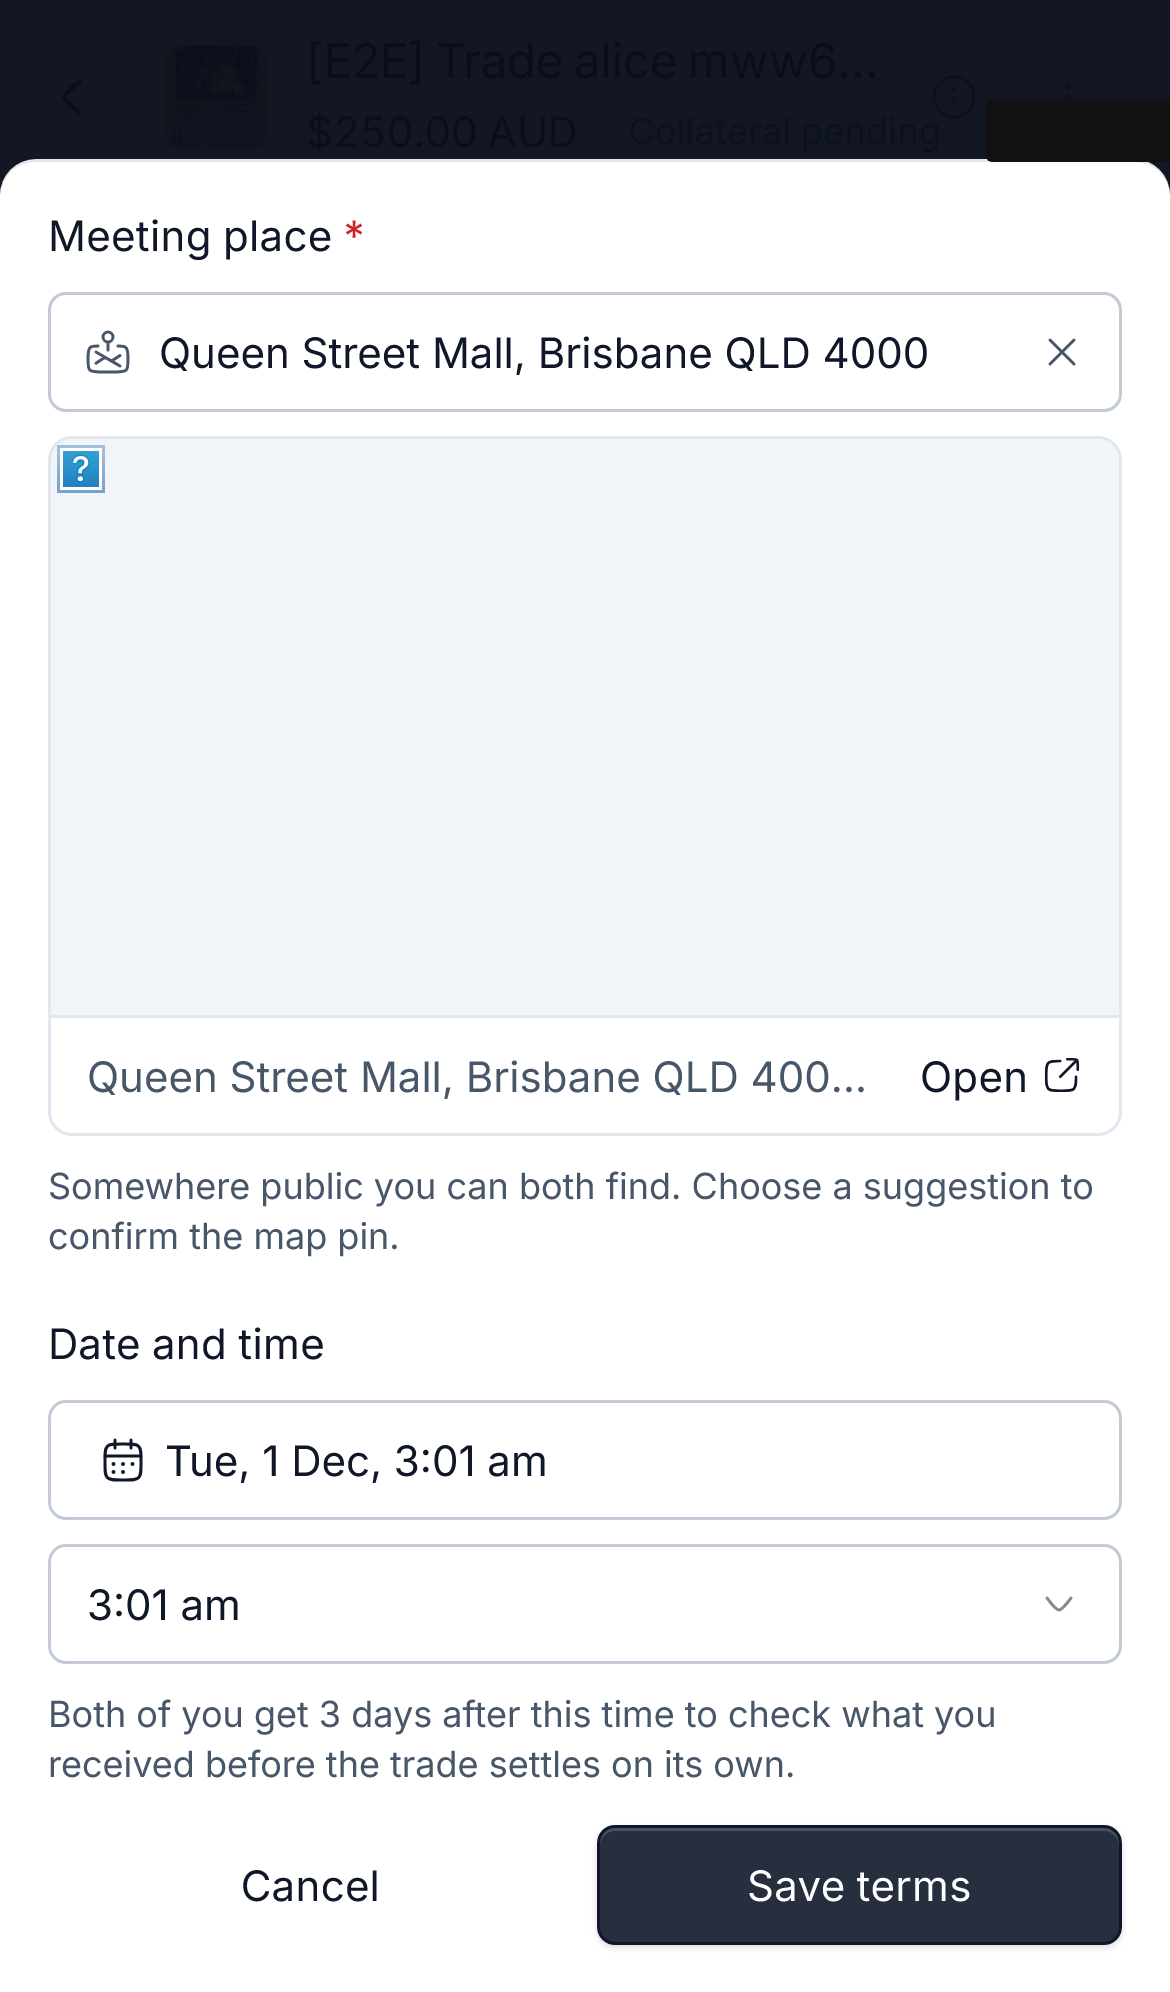 [E2E] Trade alice mww6...
$250.00 AUD Collateral pending
Meeting place *
Queen Street Mall, Brisbane QLD 4000
?
Queen Street Mall, Brisbane QLD 400... Open
Somewhere public you can both find. Choose a suggestion to
confirm the map pin.
Date and time
Tue, 1 Dec, 3:01 am
3:01 am
Both of you get 3 days after this time to check what you
received before the trade settles on its own.
Cancel Save terms